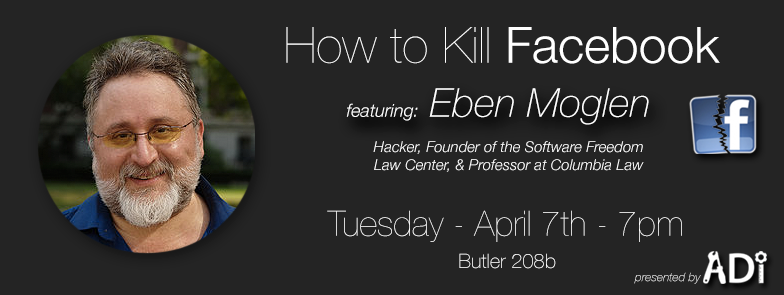 How to Kill Facebook
featuring: Eben Moglen
Hacker, Founder of the Software Freedom
Law Center, & Professor at Columbia Law
f
Tuesday - April 7th - 7pm
Butler 208b
presented by ADi